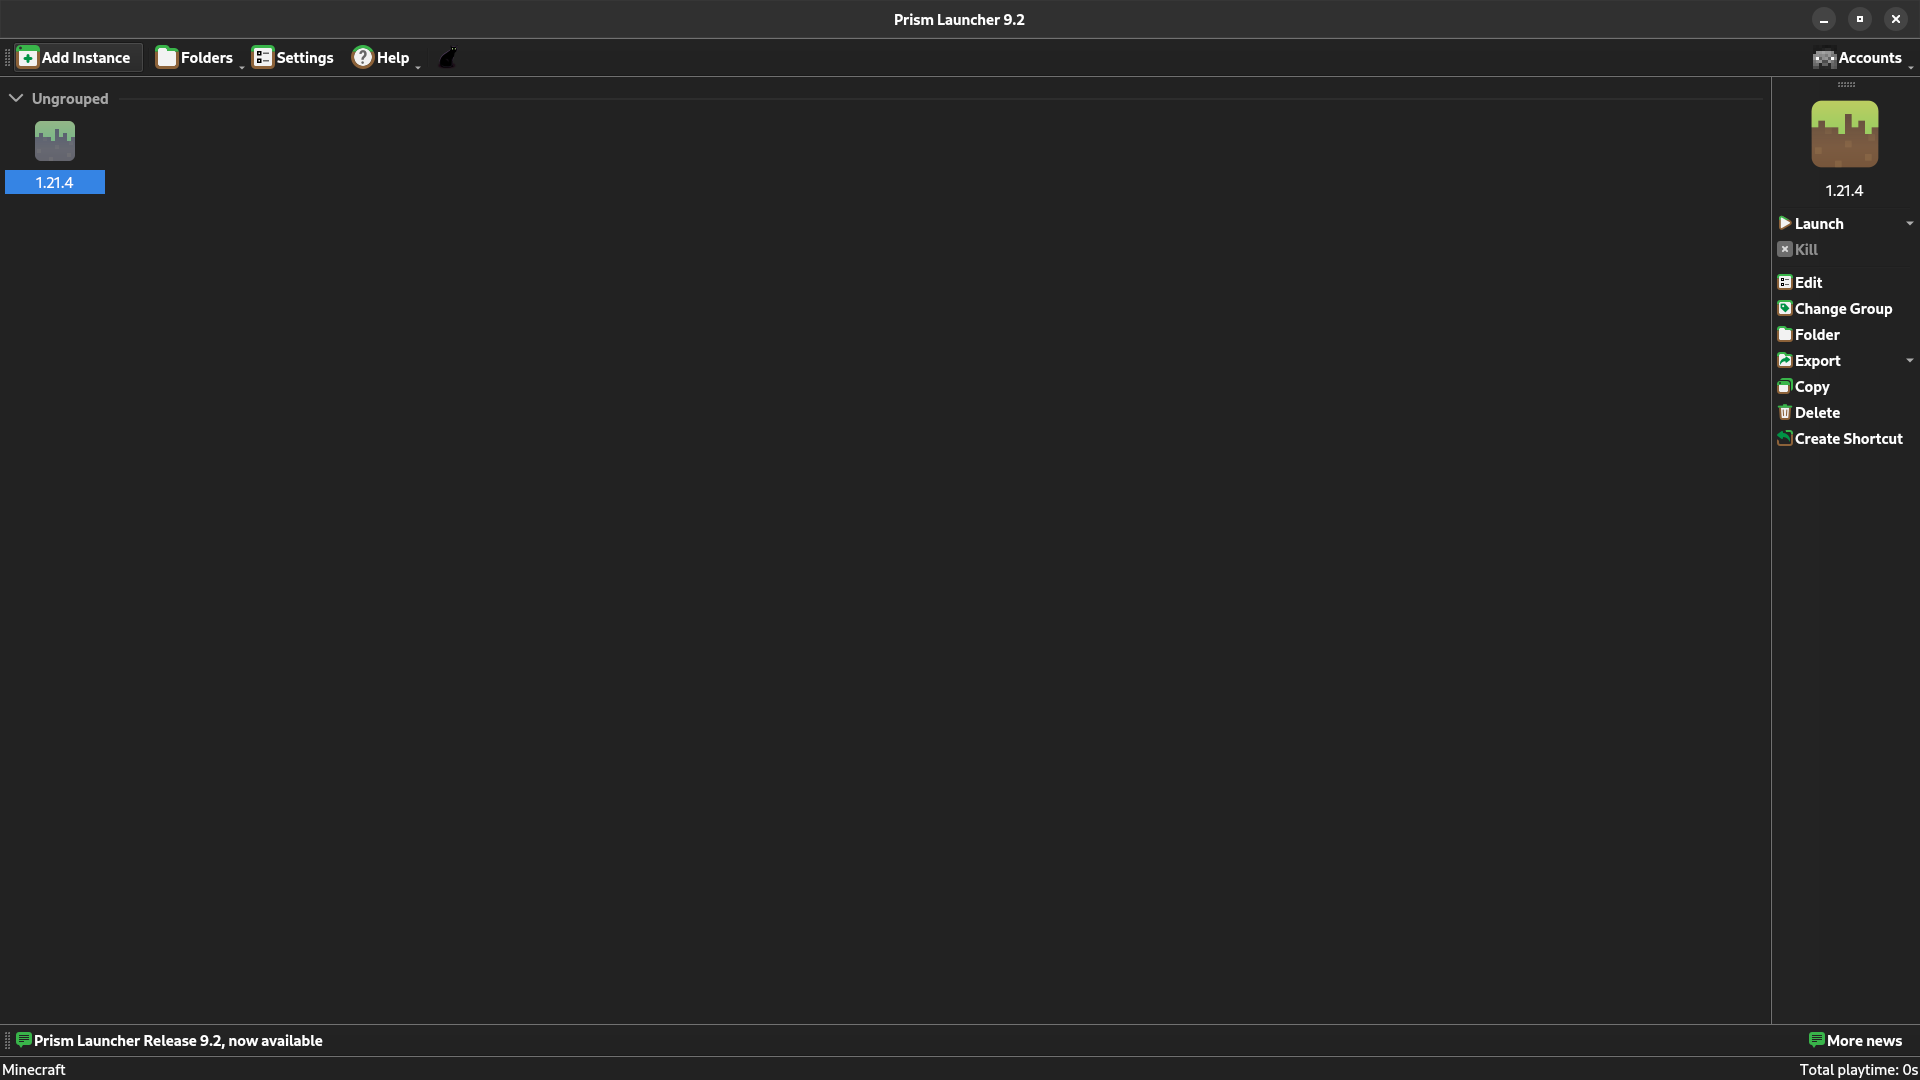 Prism Launcher 9.2
Add Instance
Folders
Settings
Help
Accounts
Ungrouped
1.21.4
1.21.4
Launch
Kill
Edit
Change Group
Folder
Export
Copy
Delete
Create Shortcut
Prism Launcher Release 9.2, now available
More news
Minecraft
Total playtime: 0s